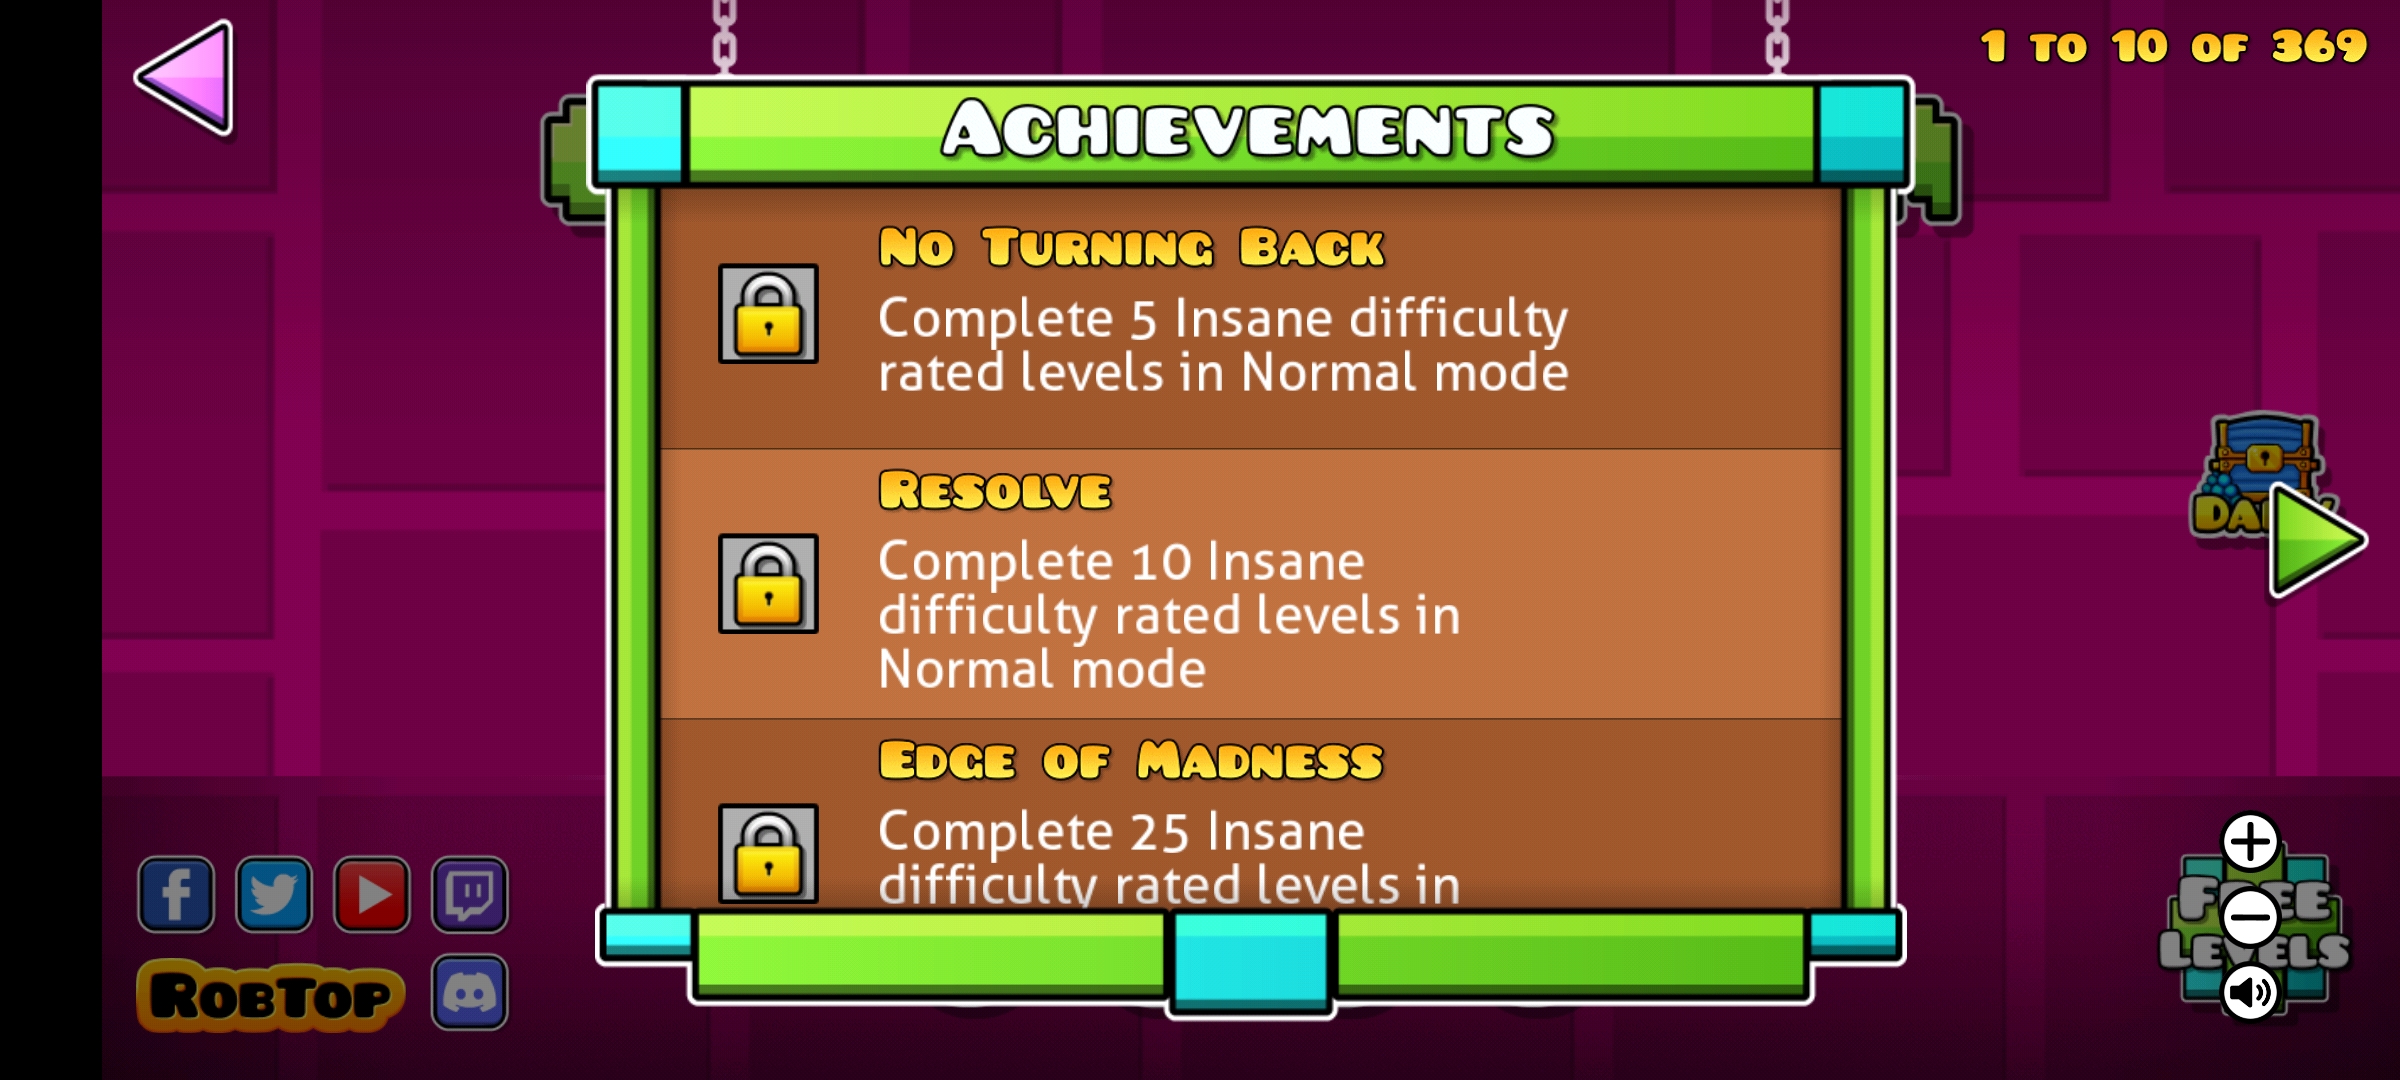 1 to 10 of 369
Achievements
No Turning Back
Complete 5 Insane difficulty
rated levels in Normal mode
Resolve
Complete 10 Insane
difficulty rated levels in
Normal mode
Edge of Madness
Complete 25 Insane
difficulty rated levels in
RobTop
Levels